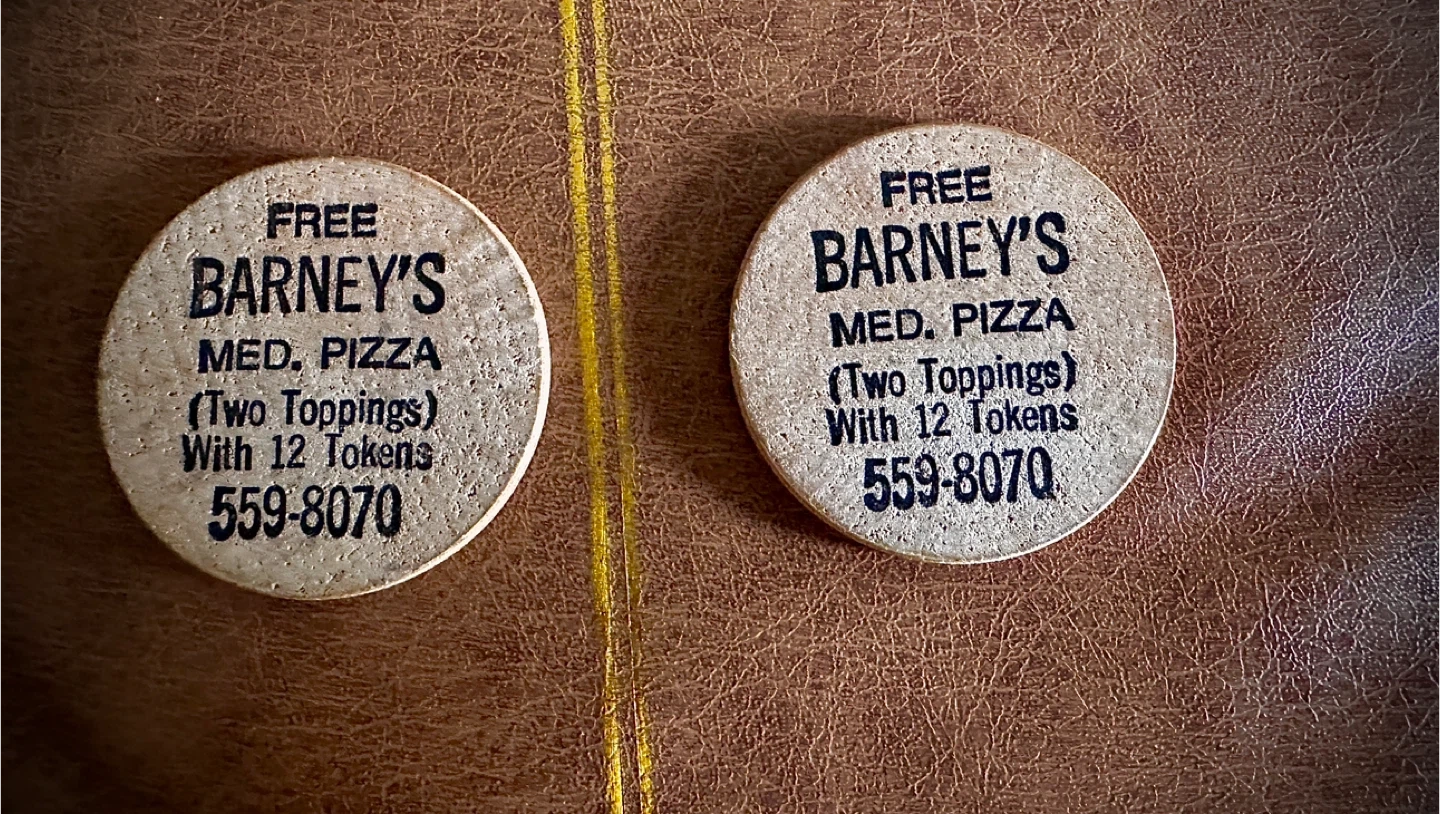 FREE
BARNEY'S
MED. PIZZA
(Two Toppings)
With 12 Tokens
559-8070
FREE
BARNEY'S
MED. PIZZA
(Two Toppings)
With 12 Tokens
559-8070